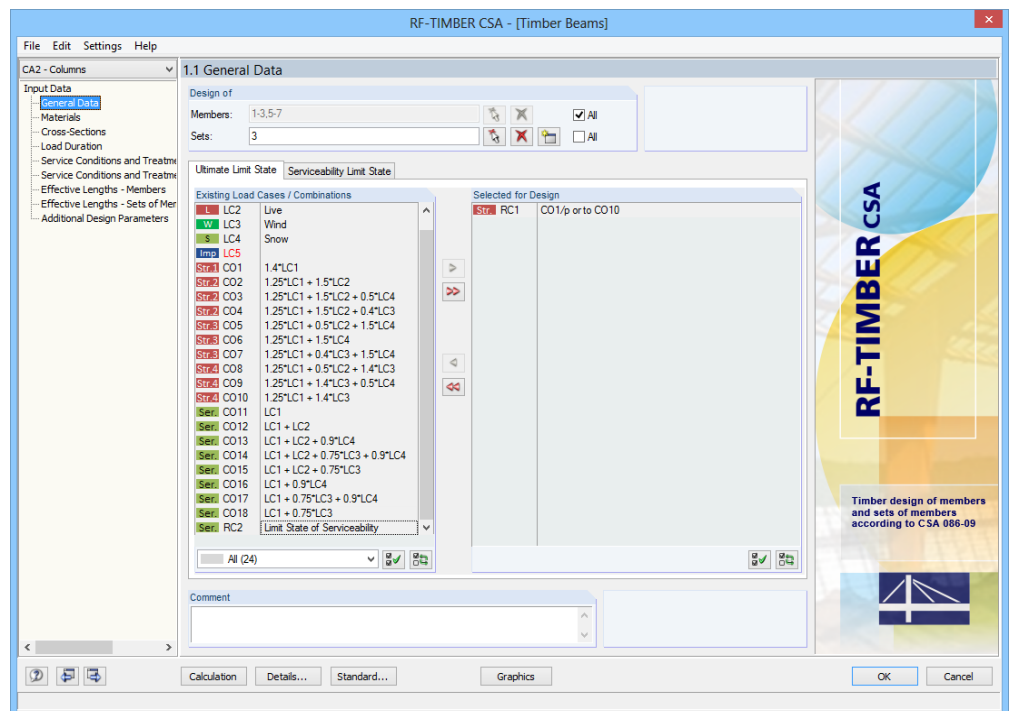 RF-TIMBER CSA - [Timber Beams]
File Edit Settings Help
CA2 - Columns
1.1 General Data
Input Data
General Data
Materials
Cross-Sections
Load Duration
Service Conditions and Treatme
Service Conditions and Treatme
Effective Lengths - Members
Effective Lengths - Sets of Mer
Additional Design Parameters
Design of
Members: 1-3,5-7 All
Sets: 3 All
Ultimate Limit State Serviceability Limit State
Existing Load Cases / Combinations
L LC2 Live
W LC3 Wind
S LC4 Snow
Imp LC5
Str.1 CO1 1.4*LC1
Str.2 CO2 1.25*LC1 + 1.5*LC2
Str.2 CO3 1.25*LC1 + 1.5*LC2 + 0.5*LC4
Str.2 CO4 1.25*LC1 + 1.5*LC2 + 0.4*LC3
Str.3 CO5 1.25*LC1 + 0.5*LC2 + 1.5*LC4
Str.3 CO6 1.25*LC1 + 1.5*LC4
Str.3 CO7 1.25*LC1 + 0.4*LC3 + 1.5*LC4
Str.4 CO8 1.25*LC1 + 0.5*LC2 + 1.4*LC3
Str.4 CO9 1.25*LC1 + 1.4*LC3 + 0.5*LC4
Str.4 CO10 1.25*LC1 + 1.4*LC3
Ser. CO11 LC1
Ser. CO12 LC1 + LC2
Ser. CO13 LC1 + LC2 + 0.9*LC4
Ser. CO14 LC1 + LC2 + 0.75*LC3 + 0.9*LC4
Ser. CO15 LC1 + LC2 + 0.75*LC3
Ser. CO16 LC1 + 0.9*LC4
Ser. CO17 LC1 + 0.75*LC3 + 0.9*LC4
Ser. CO18 LC1 + 0.75*LC3
Ser. RC2 Limit State of Serviceability
All (24)
Selected for Design
Str. RC1 CO1/p or to CO10
Comment
RF-TIMBER CSA
Timber design of members
and sets of members
according to CSA 086-09
Calculation Details... Standard... Graphics OK Cancel